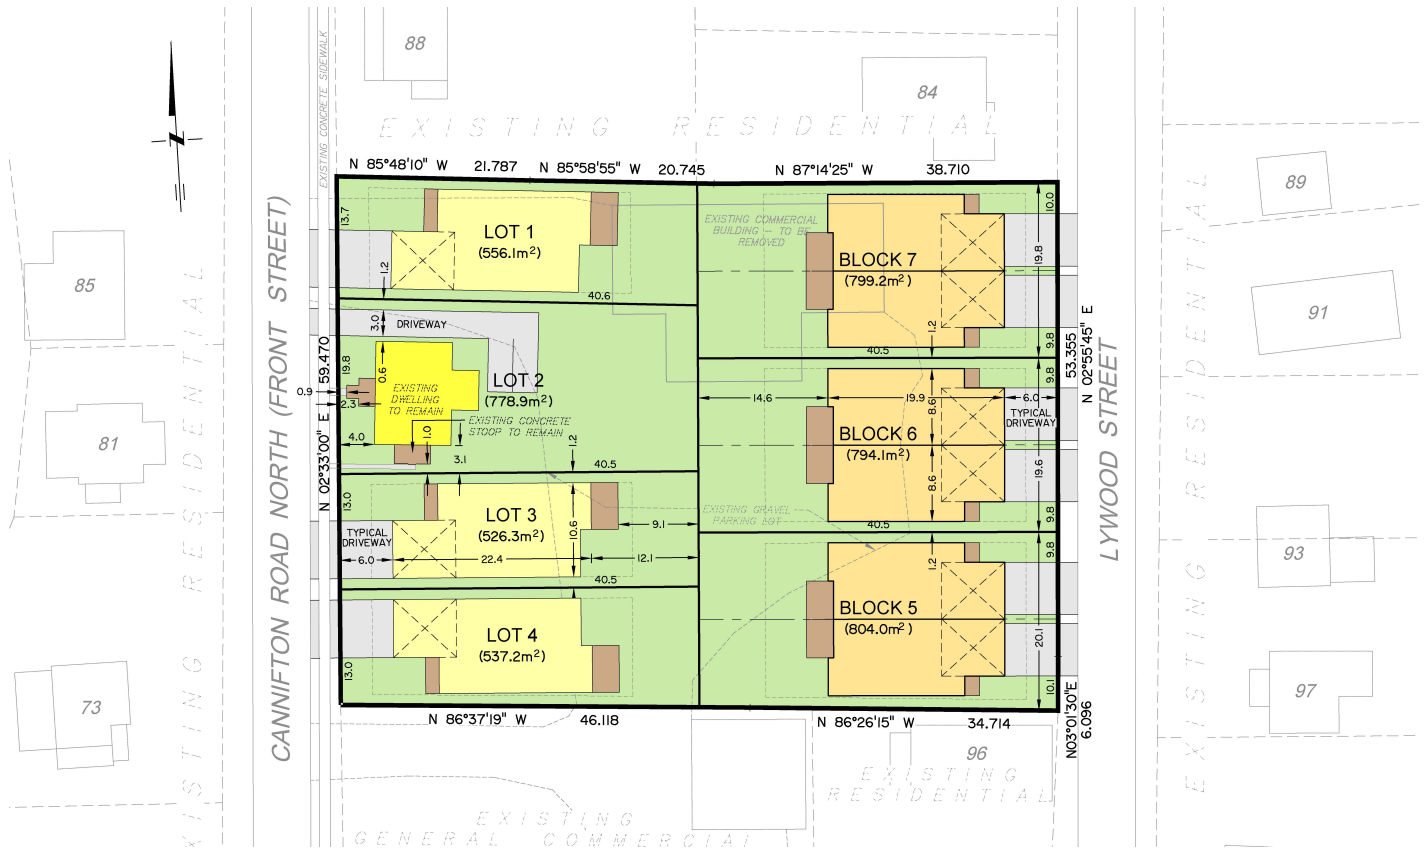 88
84
EXISTING CONCRETE SIDEWALK
EXISTING RESIDENTIAL
N 85°48'10" W 21.787 N 85°58'55" W 20.745 N 87°14'25" W 38.710
N
89
85
91
81
93
73
97
96
EXISTING RESIDENTIAL
CANNIFTON ROAD NORTH (FRONT STREET)
N 02°33'00" E 59.470
13.7
LOT 1
(556.1m²)
1.2
40.6
3.0
DRIVEWAY
19.8
0.6
0.9
2.3
4.0
EXISTING
DWELLING
TO REMAIN
LOT 2
(778.9m²)
EXISTING CONCRETE
STOOP TO REMAIN
1.0
3.1
1.2
40.5
13.0
LOT 3
(526.3m²)
10.6
9.1
TYPICAL
DRIVEWAY
6.0
22.4
12.1
40.5
LOT 4
(537.2m²)
13.0
EXISTING COMMERCIAL
BUILDING - TO BE
REMOVED
BLOCK 7
(799.2m²)
10.0
19.8
1.2
40.5
9.8
9.8
14.6
19.9
6.0
TYPICAL
DRIVEWAY
8.6
BLOCK 6
(794.1m²)
8.6
19.6
EXISTING GRAVEL
PARKING LOT
40.5
9.8
9.8
1.2
BLOCK 5
(804.0m²)
20.1
10.1
53.355
N 02°55'45" E
LYWOOD STREET
N03°01'30"E
6.096
EXISTING RESIDENTIAL
N 86°37'19" W 46.118 N 86°26'15" W 34.714
EXISTING
RESIDENTIAL
EXISTING
GENERAL COMMERCIAL